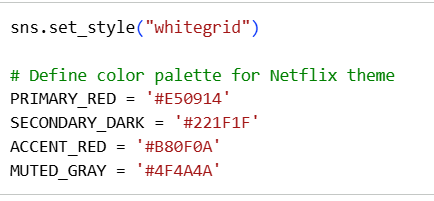 sns.set_style("whitegrid")
# Define color palette for Netflix theme
PRIMARY_RED = '#E50914'
SECONDARY_DARK = '#221F1F'
ACCENT_RED = '#B80F0A'
MUTED_GRAY = '#4F4A4A'